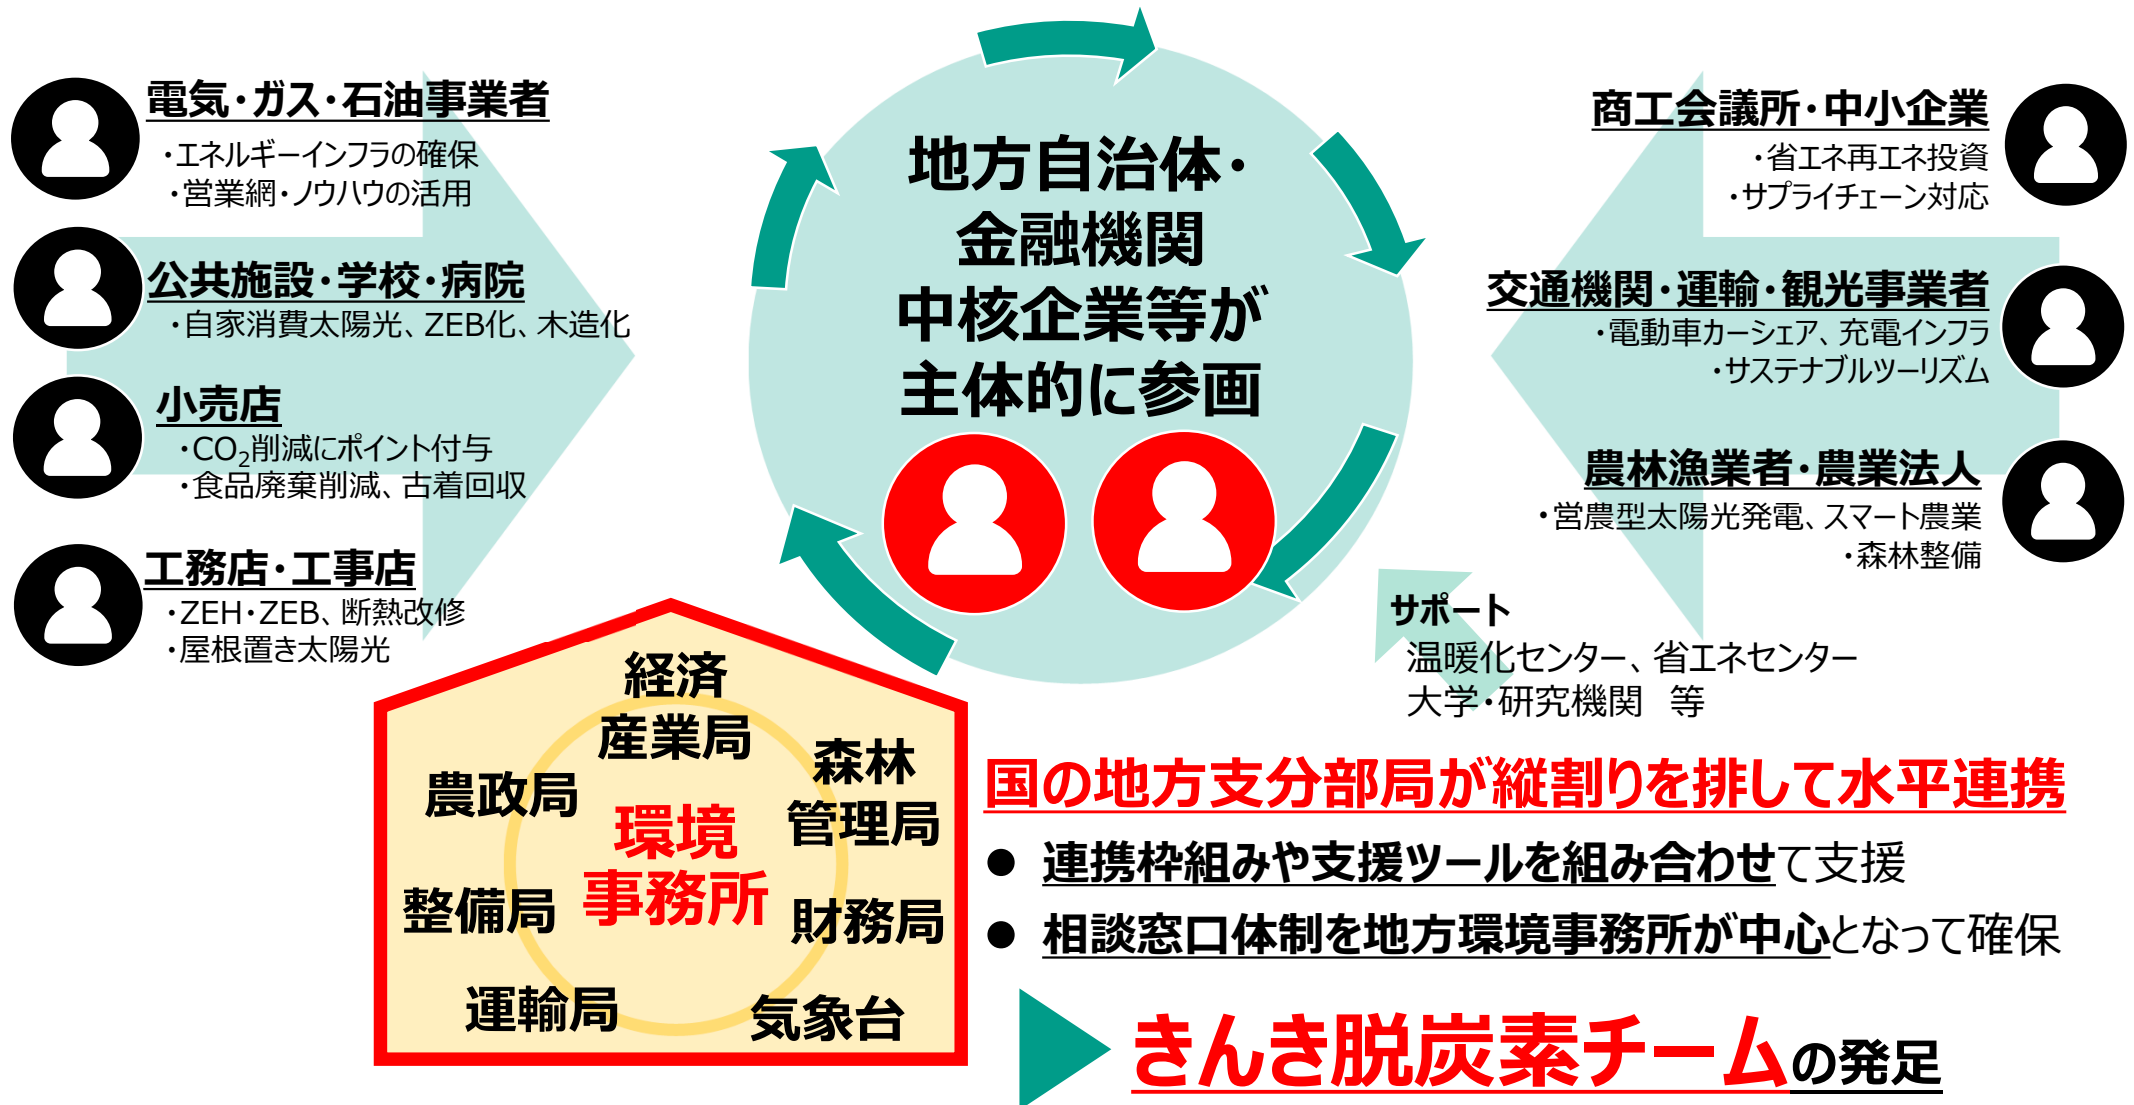 電気・ガス・石油事業者
・エネルギーインフラの確保
・営業網・ノウハウの活用
公共施設・学校・病院
・自家消費太陽光、ZEB化、木造化
小売店
・CO₂削減にポイント付与
・食品廃棄削減、古着回収
工務店・工事店
・ZEH・ZEB、断熱改修
・屋根置き太陽光
地方自治体・
金融機関
中核企業等が
主体的に参画
商工会議所・中小企業
・省エネ再エネ投資
・サプライチェーン対応
交通機関・運輸・観光事業者
・電動車カーシェア、充電インフラ
・サステナブルツーリズム
農林漁業者・農業法人
・営農型太陽光発電、スマート農業
・森林整備
サポート
温暖化センター、省エネセンター
大学・研究機関　等
経済
産業局
農政局
森林
管理局
環境
事務所
整備局
財務局
運輸局
気象台
国の地方支分部局が縦割りを排して水平連携
● 連携枠組みや支援ツールを組み合わせて支援
● 相談窓口体制を地方環境事務所が中心となって確保
きんき脱炭素チームの発足